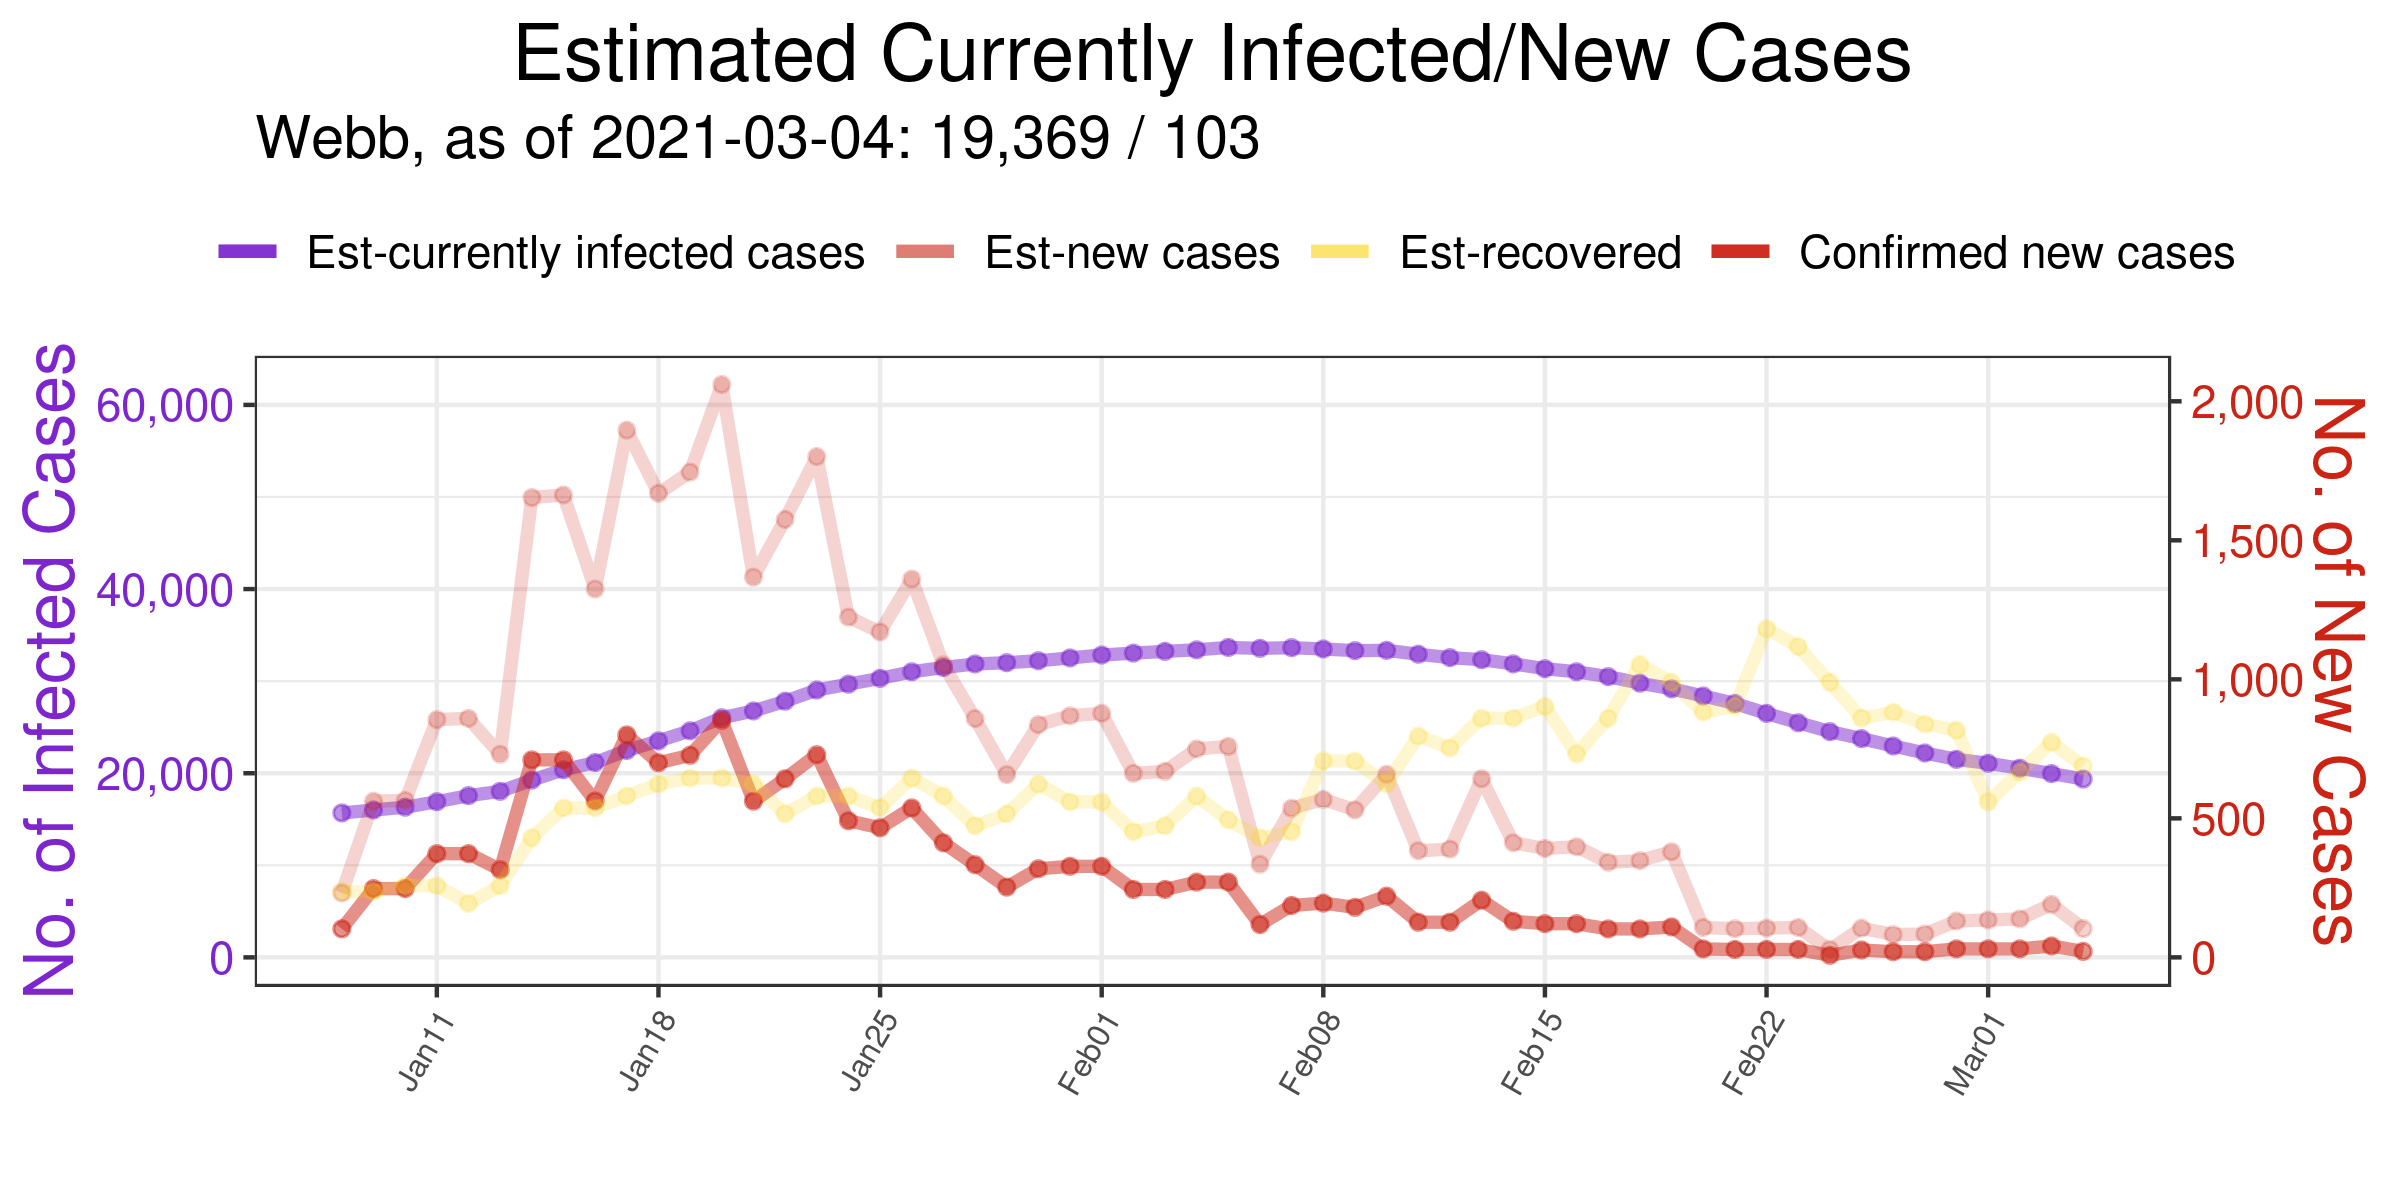 Estimated Currently Infected/New Cases
Webb, as of 2021-03-04: 19,369 / 103
Est-currently infected cases Est-new cases Est-recovered Confirmed new cases
No. of Infected Cases
60,000
40,000
20,000
0
2,000
1,500
1,000
500
0
No. of New Cases
Jan11 Jan18 Jan25 Feb01 Feb08 Feb15 Feb22 Mar01